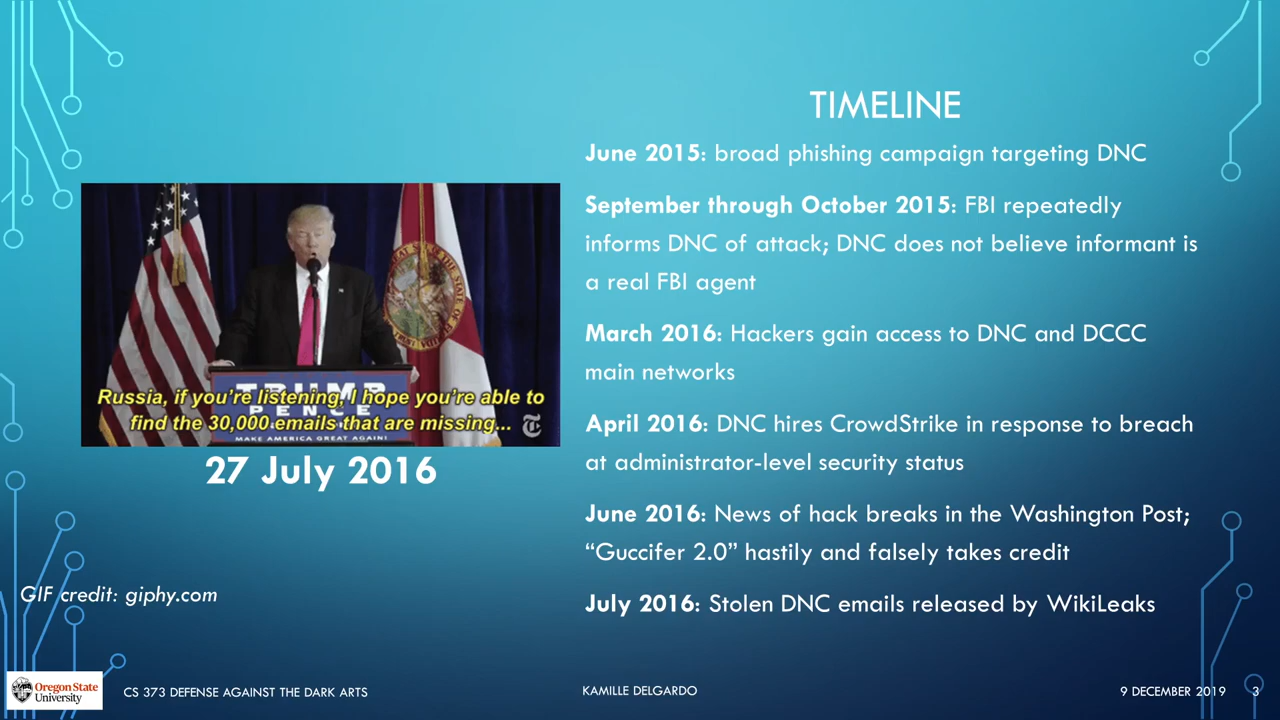 TIMELINE
June 2015: broad phishing campaign targeting DNC
September through October 2015: FBI repeatedly
informs DNC of attack; DNC does not believe informant is
a real FBI agent
March 2016: Hackers gain access to DNC and DCCC
main networks
April 2016: DNC hires CrowdStrike in response to breach
at administrator-level security status
June 2016: News of hack breaks in the Washington Post;
“Guccifer 2.0” hastily and falsely takes credit
July 2016: Stolen DNC emails released by WikiLeaks
TRUMP
PENCE
MAKE AMERICA GREAT AGAIN!
Russia, if you're listening, I hope you're able to
find the 30,000 emails that are missing...
27 July 2016
GIF credit: giphy.com
Oregon State
University
CS 373 DEFENSE AGAINST THE DARK ARTS
KAMILLE DELGARDO
9 DECEMBER 2019
3